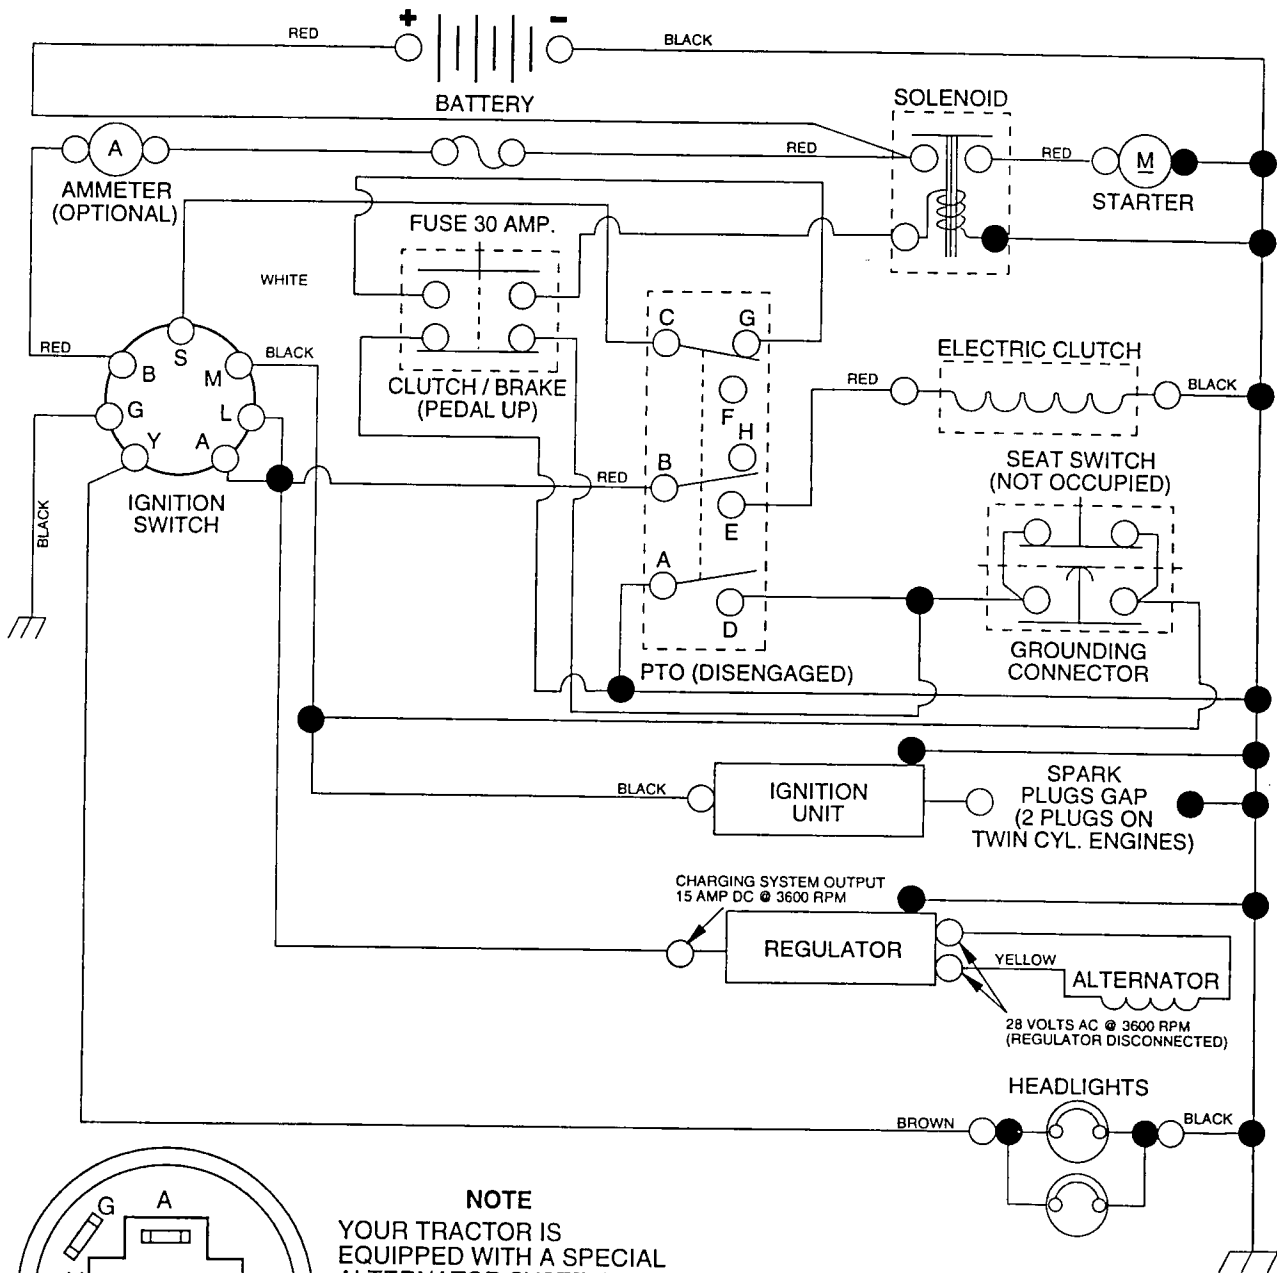 + -
RED
BLACK
BATTERY
SOLENOID
A
RED
RED
M
AMMETER
(OPTIONAL)
STARTER
FUSE 30 AMP.
WHITE
C G
S
RED
BLACK
B
M
ELECTRIC CLUTCH
CLUTCH / BRAKE
(PEDAL UP)
RED
BLACK
G
L
F
Y
A
H
B
RED
SEAT SWITCH
(NOT OCCUPIED)
IGNITION
SWITCH
BLACK
E
A
D
GROUNDING
CONNECTOR
PTO (DISENGAGED)
BLACK
IGNITION
UNIT
SPARK
PLUGS GAP
(2 PLUGS ON
TWIN CYL. ENGINES)
CHARGING SYSTEM OUTPUT
15 AMP DC @ 3600 RPM
REGULATOR
YELLOW
ALTERNATOR
28 VOLTS AC @ 3600 RPM
(REGULATOR DISCONNECTED)
HEADLIGHTS
BROWN
BLACK
G A
NOTE
YOUR TRACTOR IS
EQUIPPED WITH A SPECIAL